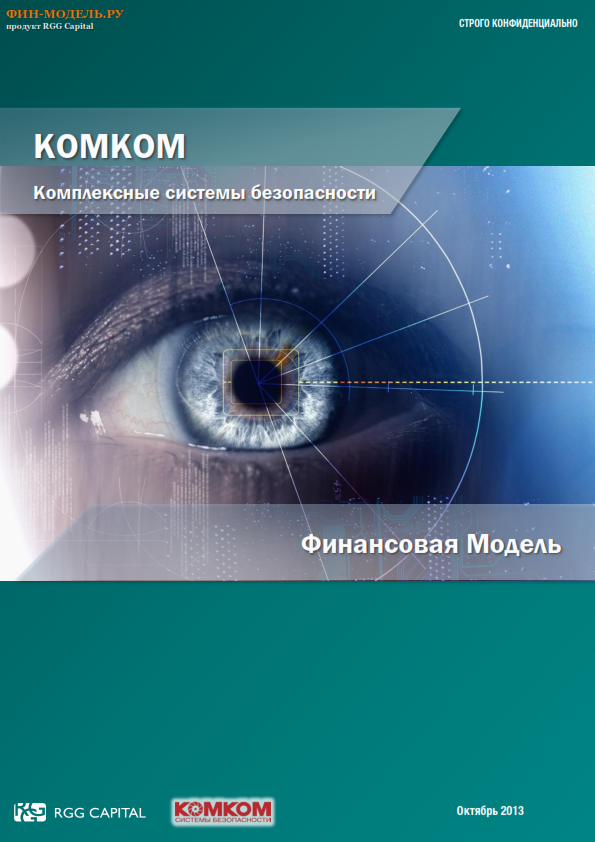 ФИН-МОДЕЛЬ.РУ
продукт RGG Capital
СТРОГО КОНФИДЕНЦИАЛЬНО
КОМКОМ
Комплексные системы безопасности
Финансовая Модель
RGG
RGG CAPITAL
КОМКОМ
СИСТЕМЫ БЕЗОПАСНОСТИ
Октябрь 2013